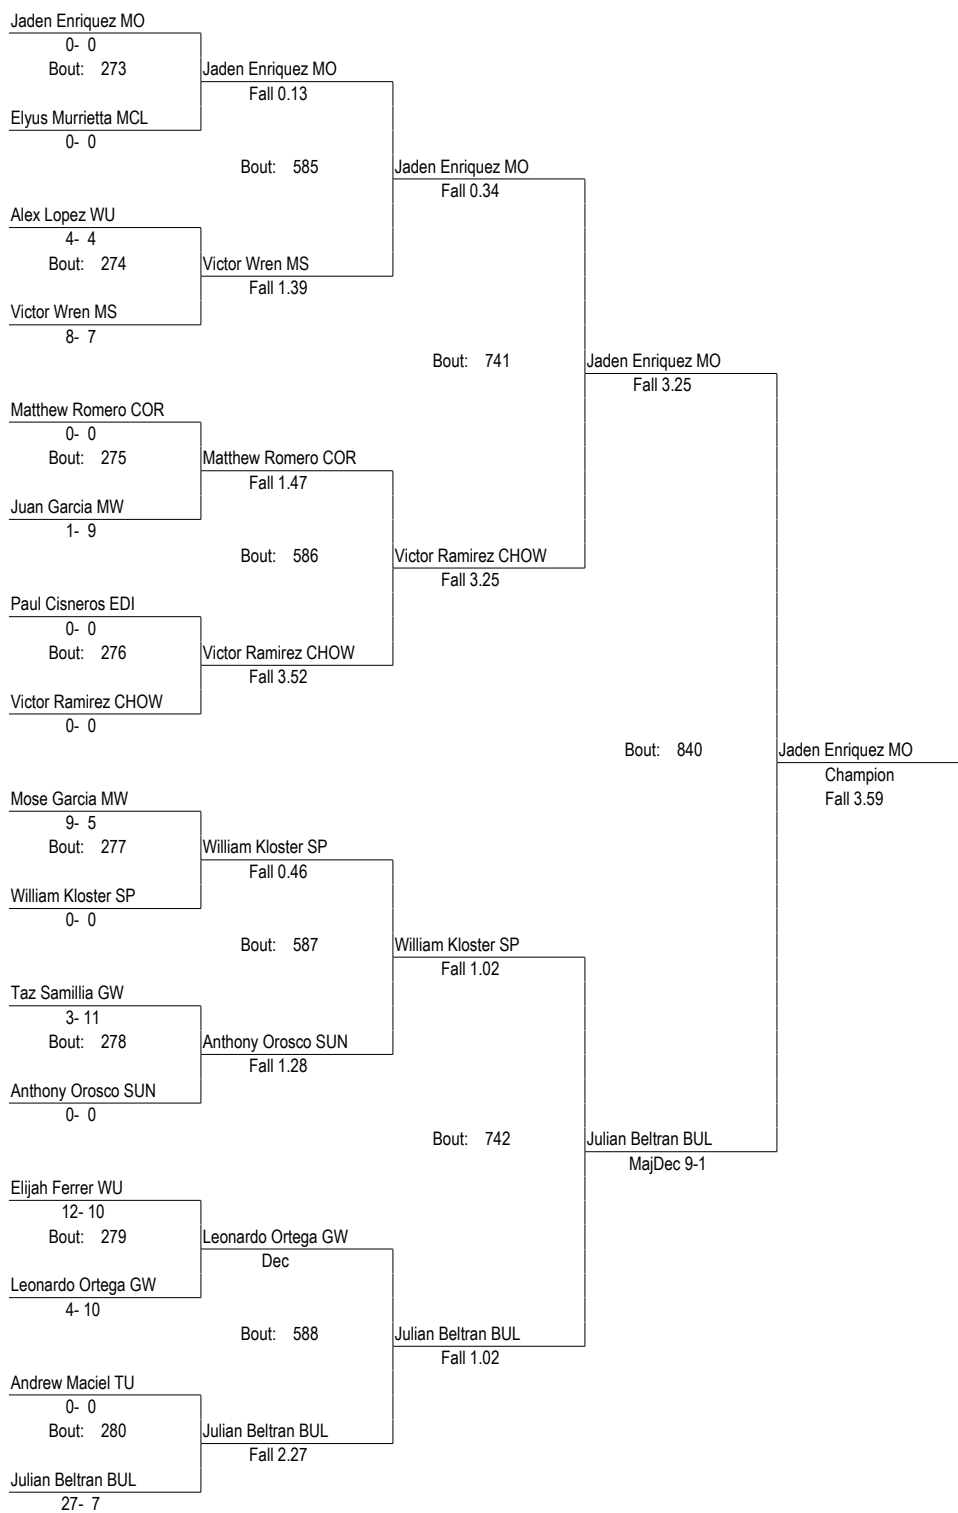 Jaden Enriquez MO
0- 0
Bout: 273
Jaden Enriquez MO
Fall 0.13
Elyus Murrietta MCL
0- 0
Bout: 585
Jaden Enriquez MO
Fall 0.34
Alex Lopez WU
4- 4
Bout: 274
Victor Wren MS
Fall 1.39
Victor Wren MS
8- 7
Bout: 741
Jaden Enriquez MO
Fall 3.25
Matthew Romero COR
0- 0
Bout: 275
Matthew Romero COR
Fall 1.47
Juan Garcia MW
1- 9
Bout: 586
Victor Ramirez CHOW
Fall 3.25
Paul Cisneros EDI
0- 0
Bout: 276
Victor Ramirez CHOW
Fall 3.52
Victor Ramirez CHOW
0- 0
Bout: 840
Jaden Enriquez MO
Champion
Fall 3.59
Mose Garcia MW
9- 5
Bout: 277
William Kloster SP
Fall 0.46
William Kloster SP
0- 0
Bout: 587
William Kloster SP
Fall 1.02
Taz Samillia GW
3- 11
Bout: 278
Anthony Orosco SUN
Fall 1.28
Anthony Orosco SUN
0- 0
Bout: 742
Julian Beltran BUL
MajDec 9-1
Elijah Ferrer WU
12- 10
Bout: 279
Leonardo Ortega GW
Dec
Leonardo Ortega GW
4- 10
Bout: 588
Julian Beltran BUL
Fall 1.02
Andrew Maciel TU
0- 0
Bout: 280
Julian Beltran BUL
Fall 2.27
Julian Beltran BUL
27- 7